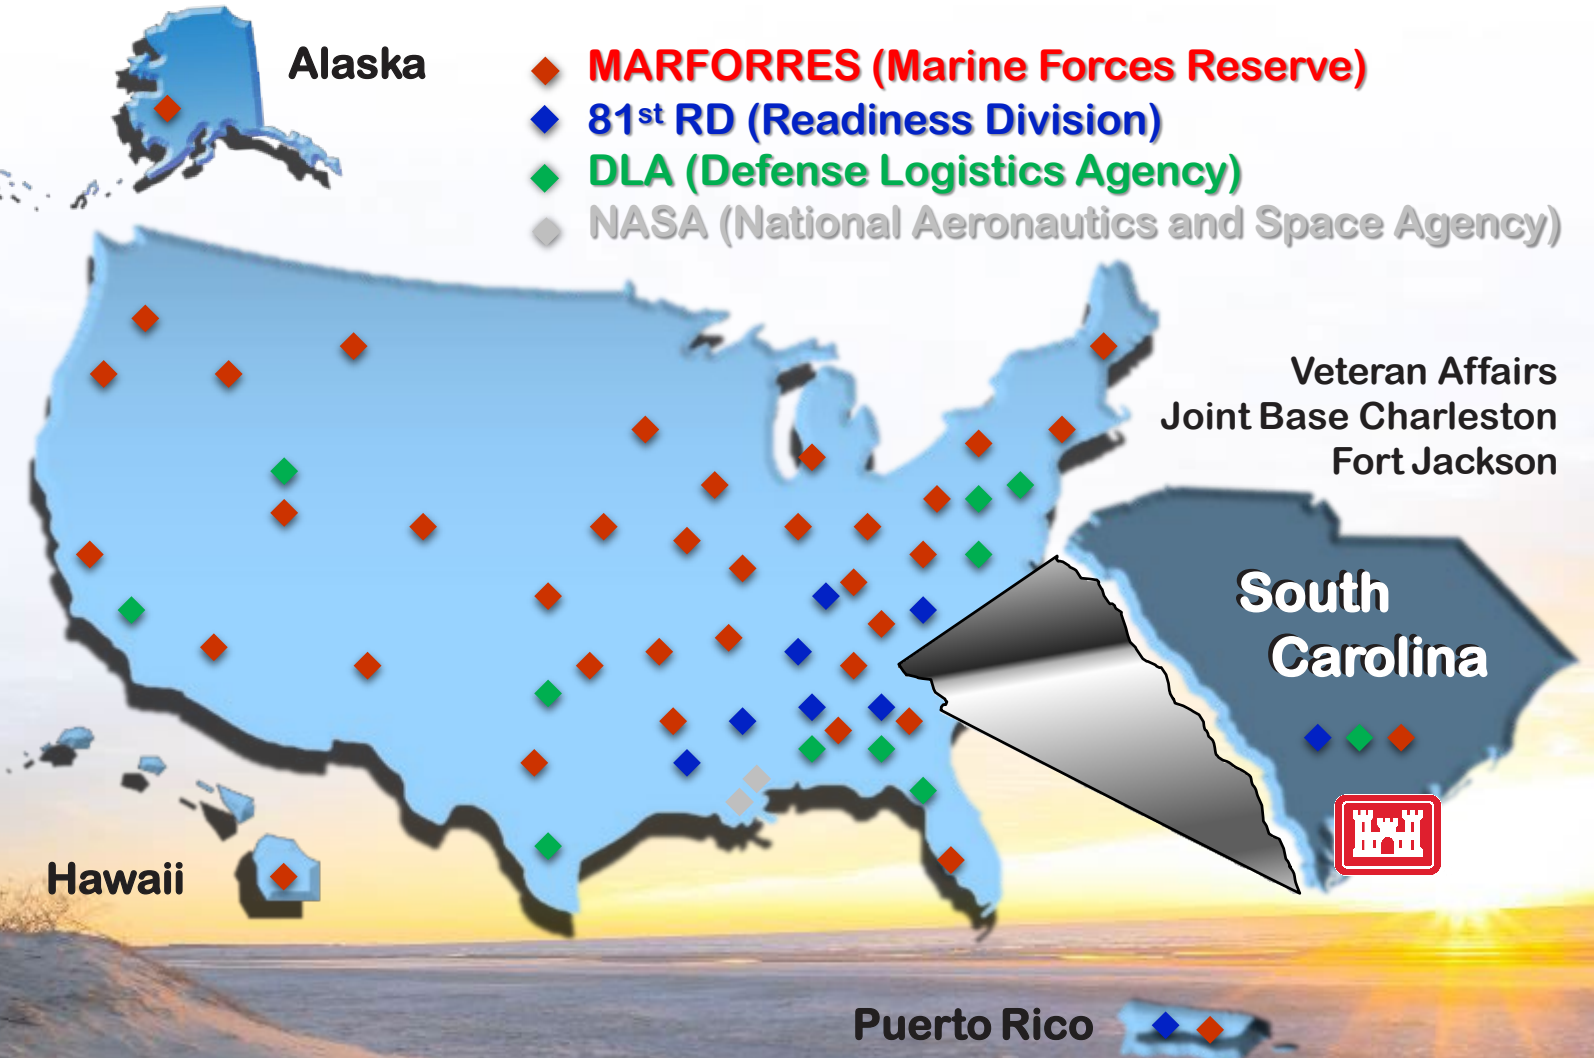 Alaska
MARFORRES (Marine Forces Reserve)
81st RD (Readiness Division)
DLA (Defense Logistics Agency)
NASA (National Aeronautics and Space Agency)
Veteran Affairs
Joint Base Charleston
Fort Jackson
South
Carolina
Hawaii
Puerto Rico